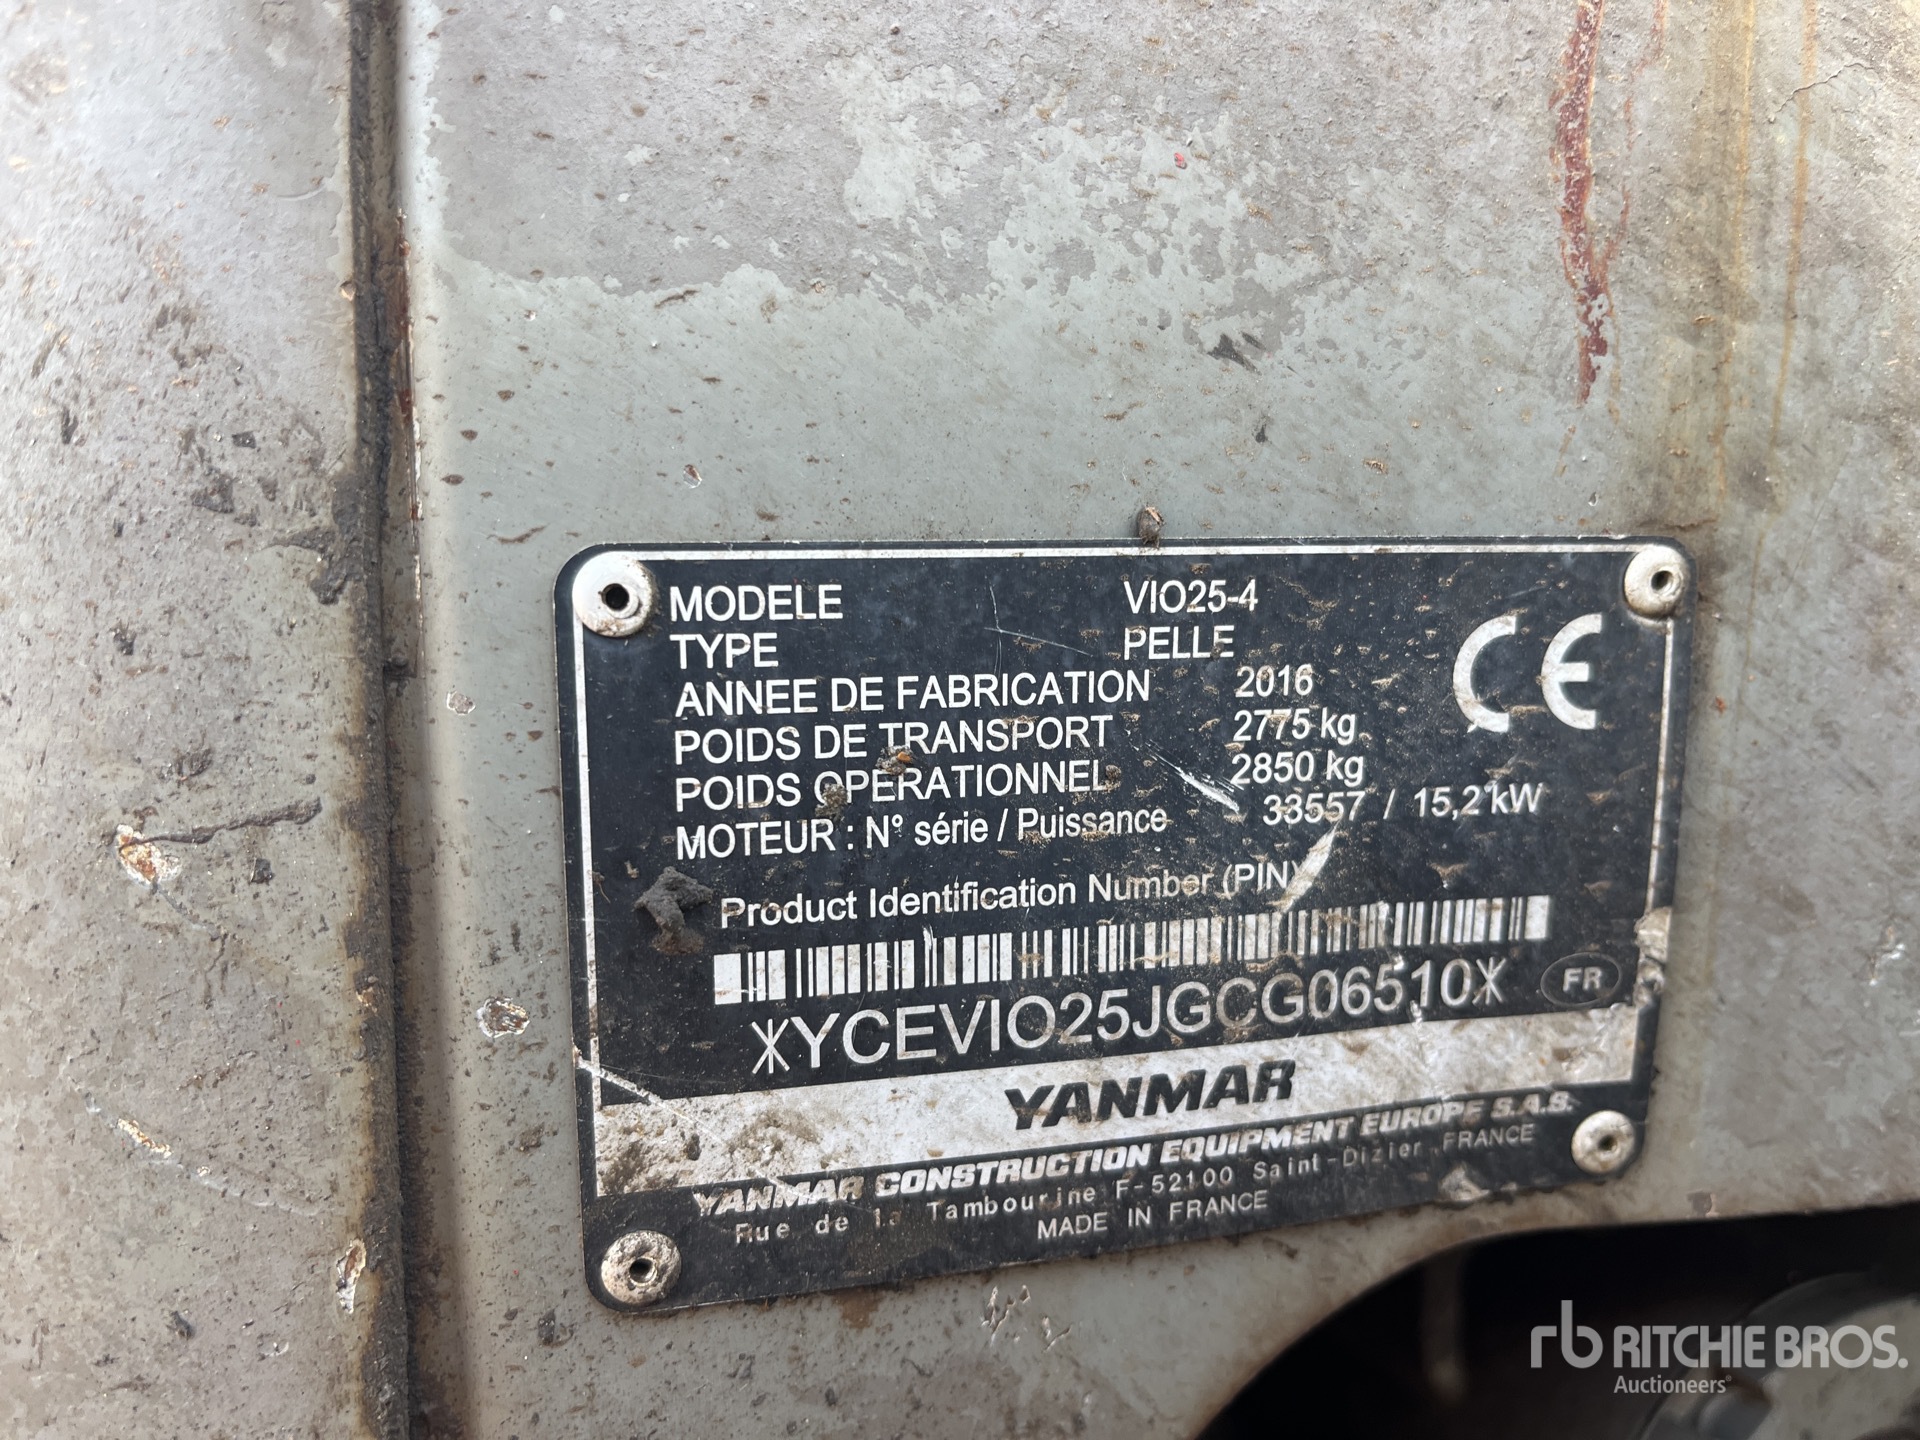 MODELE VIO25-4
TYPE PELLE
ANNEE DE FABRICATION 2016
POIDS DE TRANSPORT 2775 kg
POIDS OPERATIONNEL 2850 kg
MOTEUR : N° série / Puissance 33557 / 15,2 kW
CE
Product Identification Number (PIN)
*YCEVIO25JGCG06510*
FR
YANMAR
YANMAR CONSTRUCTION EQUIPMENT EUROPE S.A.S.
Rue de la Tambourine F-52100 Saint-Dizier FRANCE
MADE IN FRANCE
rb RITCHIE BROS.
Auctioneers®